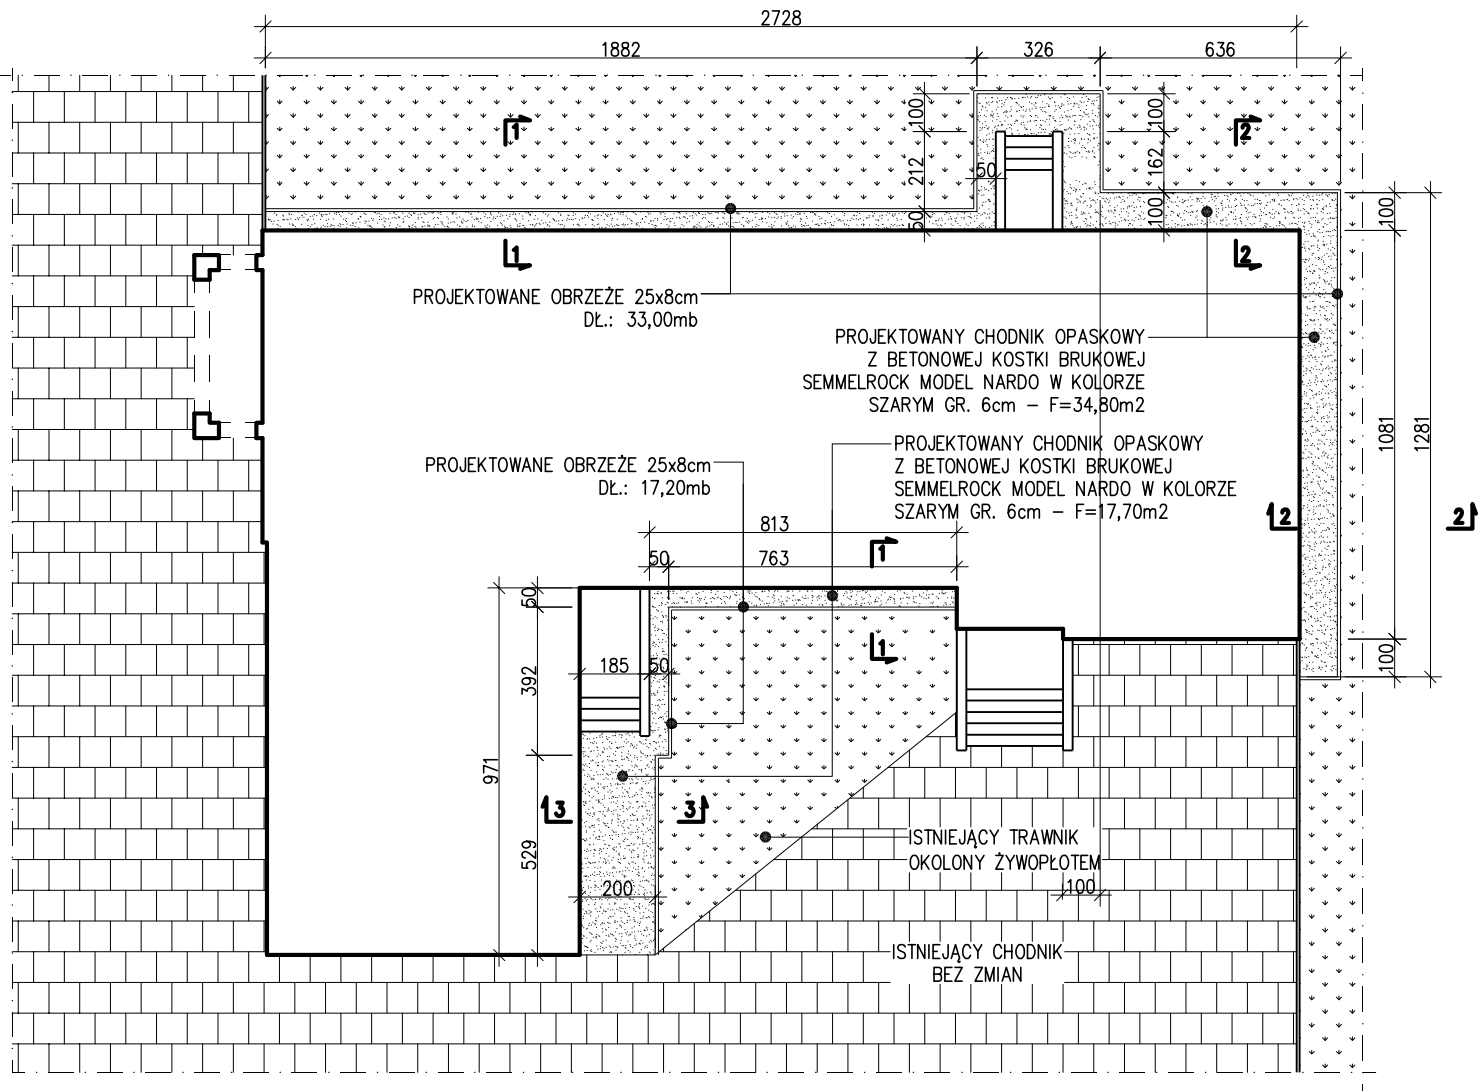 2728
1882
326
636
100
100
1
2
50
212
162
50
100
100
1
2
PROJEKTOWANE OBRZEŻE 25x8cm
DŁ.: 33,00mb
PROJEKTOWANY CHODNIK OPASKOWY
Z BETONOWEJ KOSTKI BRUKOWEJ
SEMMELROCK MODEL NARDO W KOLORZE
SZARYM GR. 6cm – F=34,80m2
1081
1281
PROJEKTOWANE OBRZEŻE 25x8cm
DŁ.: 17,20mb
PROJEKTOWANY CHODNIK OPASKOWY
Z BETONOWEJ KOSTKI BRUKOWEJ
SEMMELROCK MODEL NARDO W KOLORZE
SZARYM GR. 6cm – F=17,70m2
2
2
813
1
50
763
50
1
185
50
392
100
971
3
3
529
ISTNIEJĄCY TRAWNIK
OKOLONY ŻYWOPŁOTEM
200
100
ISTNIEJĄCY CHODNIK
BEZ ZMIAN